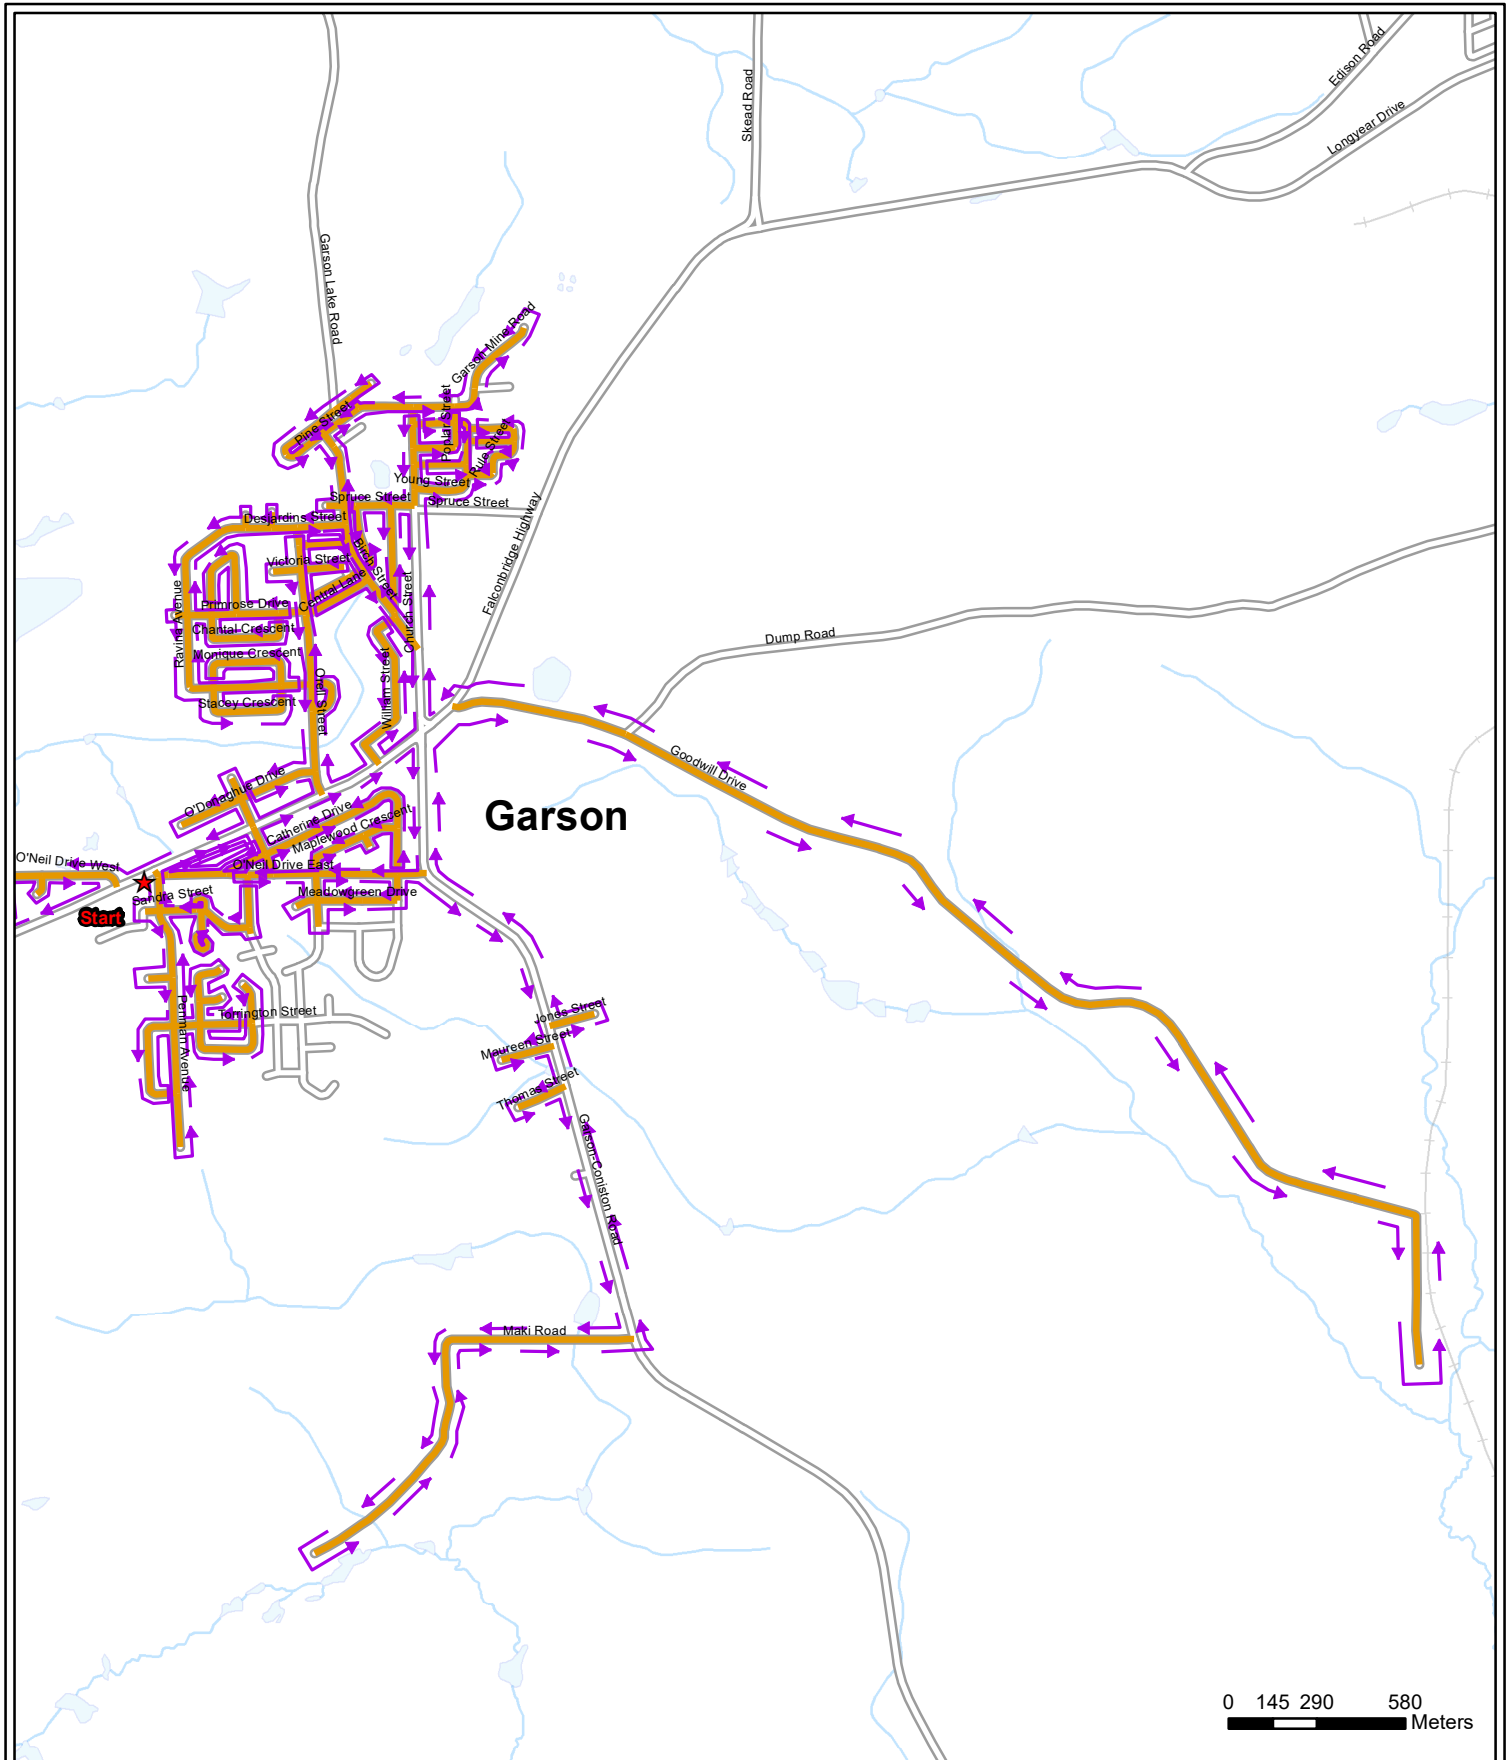 Edison Road
Skead Road
Longyear Drive
Garson Lake Road
Garson Mine Road
Pine Street
Poplar Street
Rule Street
Young Street
Spruce Street
Spruce Street
Desjardins Street
Falconbridge Highway
Birch Street
Victoria Street
Central Lane
Church Street
Ravina Avenue
Primrose Drive
Chantal Crescent
Monique Crescent
Dump Road
William Street
Orell Street
Stacey Crescent
Goodwill Drive
O'Donaghue Drive
Catherine Drive
Maplewood Crescent
Garson
O'Neil Drive West
O'Neil Drive East
Sandra Street
Meadowgreen Drive
Start
Penman Avenue
Torrington Street
Jones Street
Maureen Street
Thomas Street
Garson-Coniston Road
Maki Road
0 145 290 580
Meters